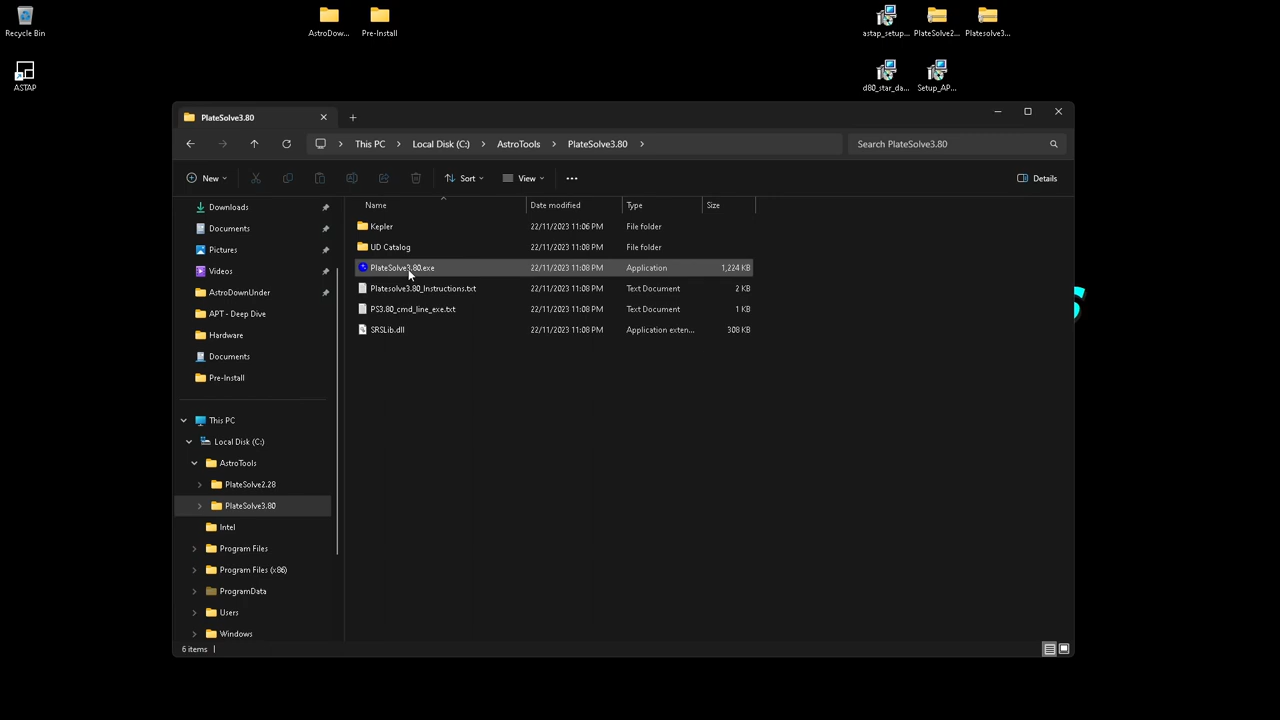 Recycle Bin
AstroDow...
Pre-Install
astap_setup...
PlateSolve2...
Platesolve3...
ASTAP
d80_star_da...
Setup_AP...
PlateSolve3.80
This PC
Local Disk (C:)
AstroTools
PlateSolve3.80
Search PlateSolve3.80
New
Sort
View
Details
Name
Date modified
Type
Size
Kepler
22/11/2023 11:06 PM
File folder
UD Catalog
22/11/2023 11:08 PM
File folder
PlateSolve3.80.exe
22/11/2023 11:08 PM
Application
1,224 KB
Platesolve3.80_Instructions.txt
22/11/2023 11:08 PM
Text Document
2 KB
PS3.80_cmd_line_exe.txt
22/11/2023 11:08 PM
Text Document
1 KB
SRSLib.dll
22/11/2023 11:08 PM
Application exten...
308 KB
Downloads
Documents
Pictures
Videos
AstroDownUnder
APT - Deep Dive
Hardware
Documents
Pre-Install
This PC
Local Disk (C:)
AstroTools
PlateSolve2.28
PlateSolve3.80
Intel
Program Files
Program Files (x86)
ProgramData
Users
Windows
6 items